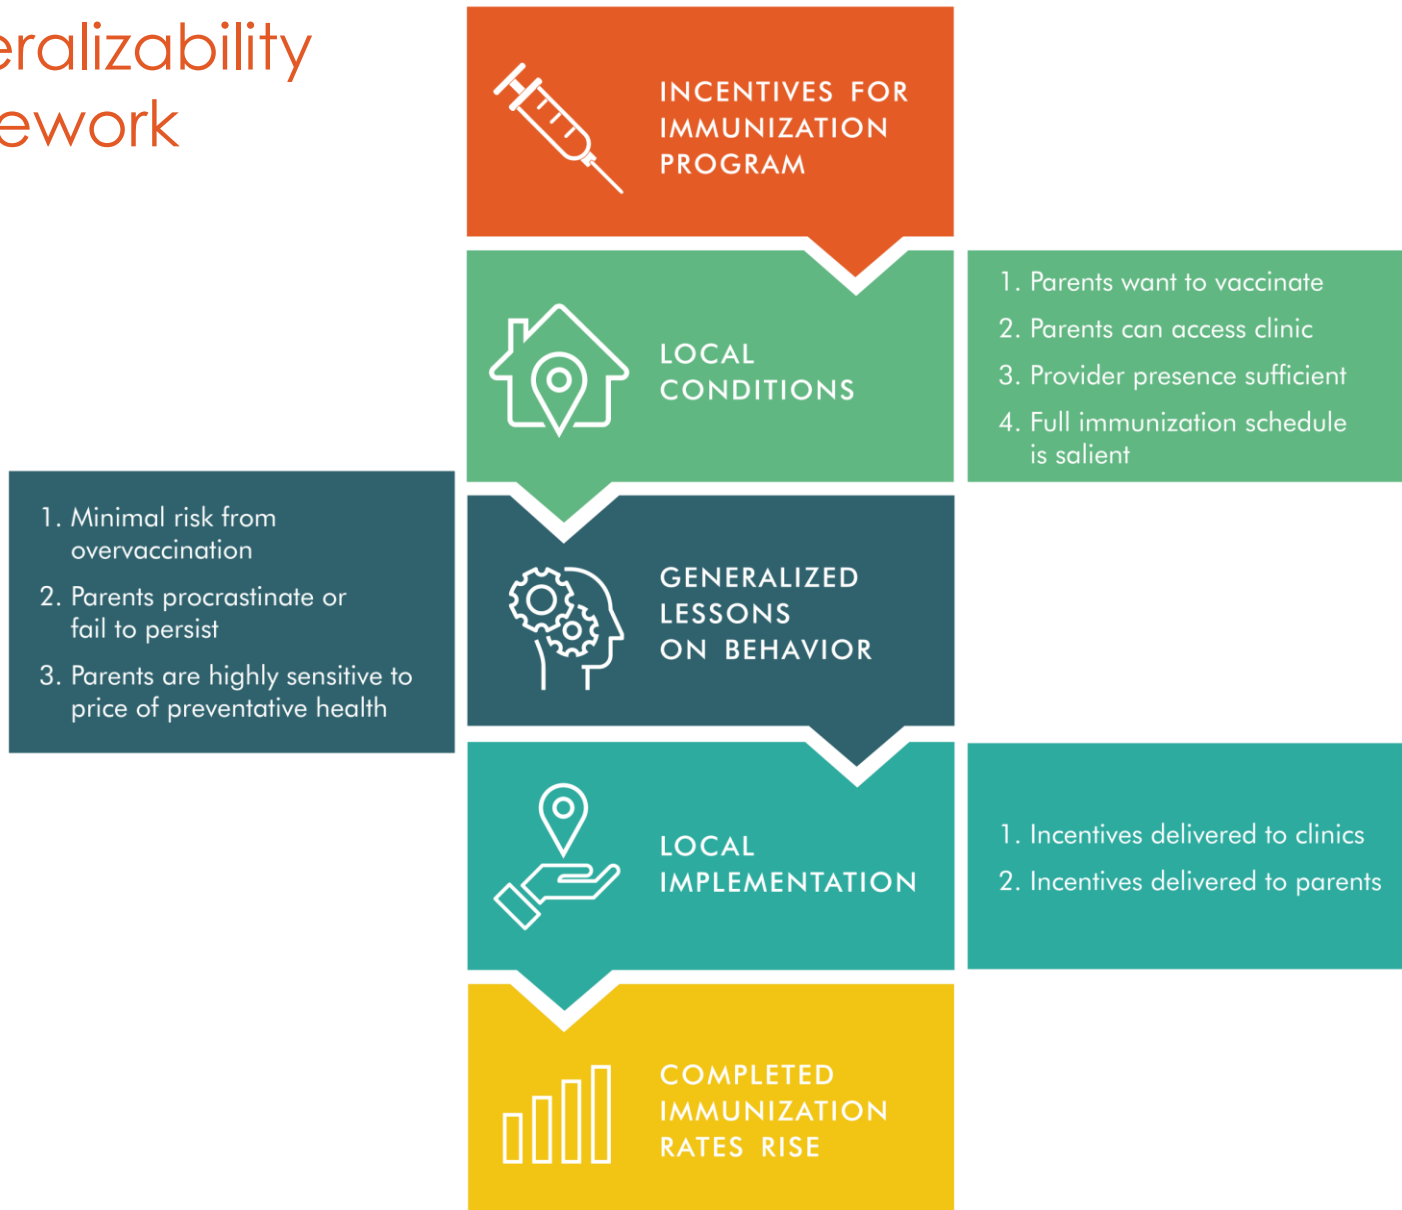 eralizability
ework
INCENTIVES FOR
IMMUNIZATION
PROGRAM
LOCAL
CONDITIONS
1. Parents want to vaccinate
2. Parents can access clinic
3. Provider presence sufficient
4. Full immunization schedule
is salient
1. Minimal risk from
overvaccination
2. Parents procrastinate or
fail to persist
3. Parents are highly sensitive to
price of preventative health
GENERALIZED
LESSONS
ON BEHAVIOR
LOCAL
IMPLEMENTATION
1. Incentives delivered to clinics
2. Incentives delivered to parents
COMPLETED
IMMUNIZATION
RATES RISE